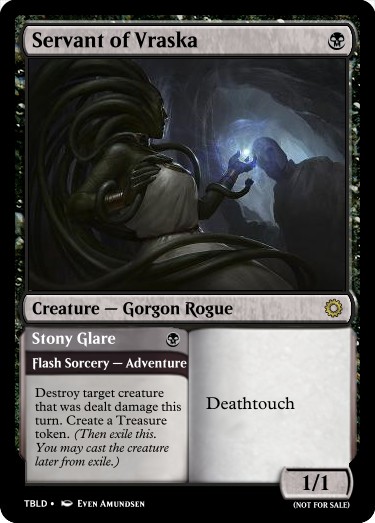 Servant of Vraska
Creature — Gorgon Rogue
Stony Glare
Flash Sorcery — Adventure
Destroy target creature
that was dealt damage this
turn. Create a Treasure
token. (Then exile this.
You may cast the creature
later from exile.)
Deathtouch
1/1
TBLD • Even Amundsen
(NOT FOR SALE)